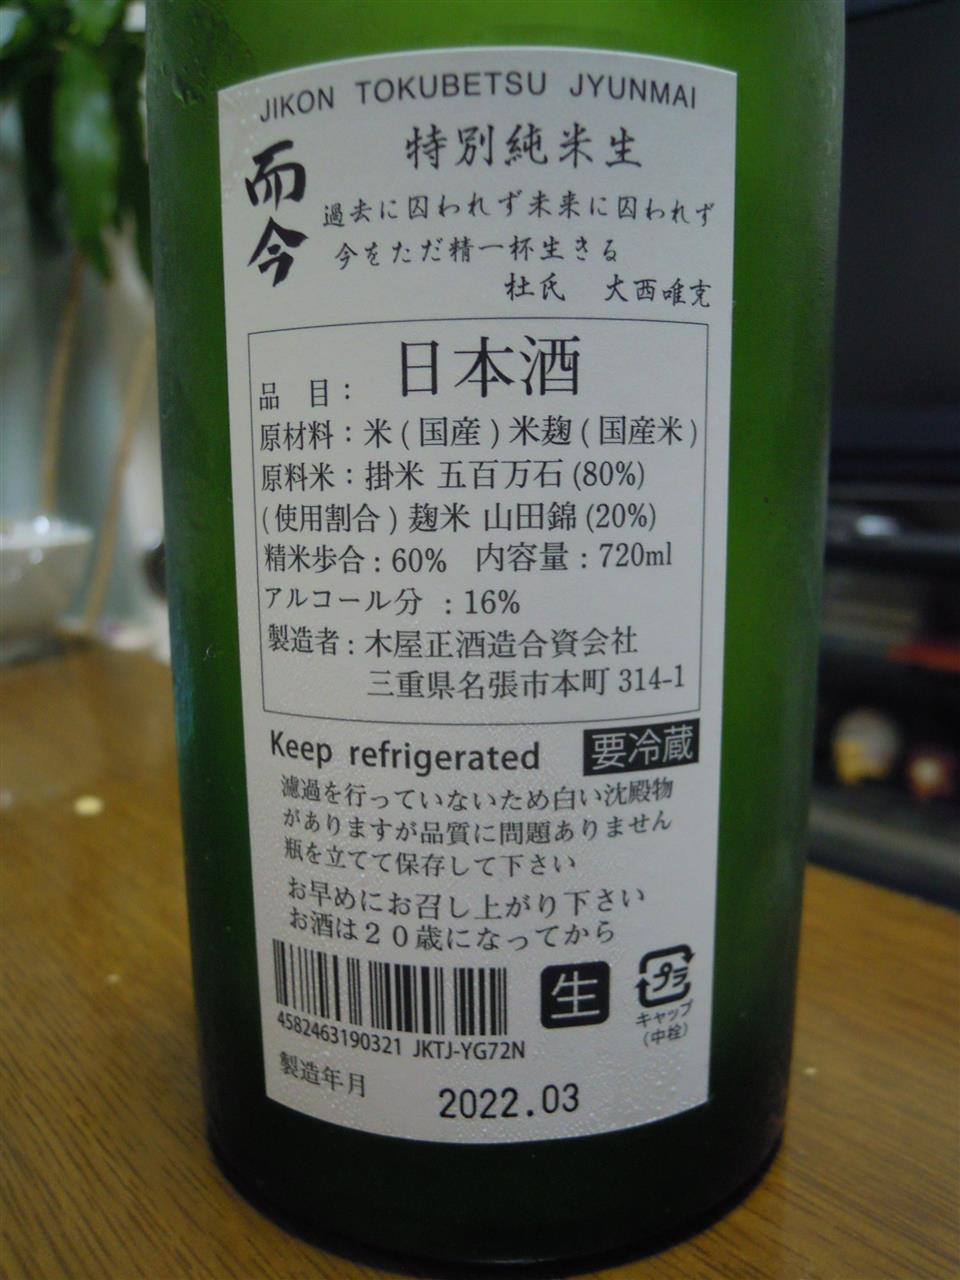 JIKON TOKUBETSU JYUNMAI
而今
特別純米生
過去に囚われず未来に囚われず
今をただ精一杯生きる
杜氏 大西唯克
品目: 日本酒
原材料:米(国産)米麹(国産米)
原料米:掛米 五百万石(80%)
(使用割合)麹米 山田錦(20%)
精米歩合:60% 内容量:720ml
アルコール分 :16%
製造者:木屋正酒造合資会社
三重県名張市本町 314-1
Keep refrigerated 要冷蔵
濾過を行っていないため白い沈殿物
がありますが品質に問題ありません
瓶を立てて保存して下さい
お早めにお召し上がり下さい
お酒は20歳になってから
生
プラ
キャップ
(中栓)
4582463190321 JKTJ-YG72N
製造年月
2022.03